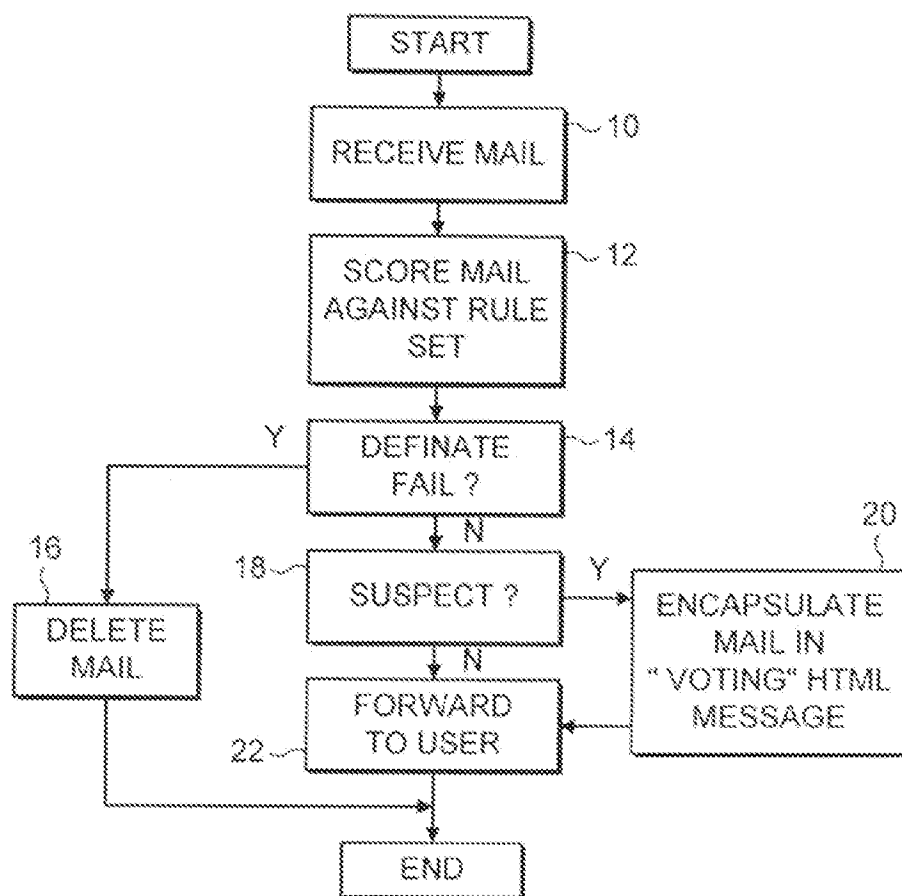 START
10
RECEIVE MAIL
12
SCORE MAIL
AGAINST RULE
SET
14
Y
DEFINATE
FAIL ?
N
16
DELETE
MAIL
18
SUSPECT ?
Y
N
20
ENCAPSULATE
MAIL IN
" VOTING" HTML
MESSAGE
FORWARD
TO USER
22
END